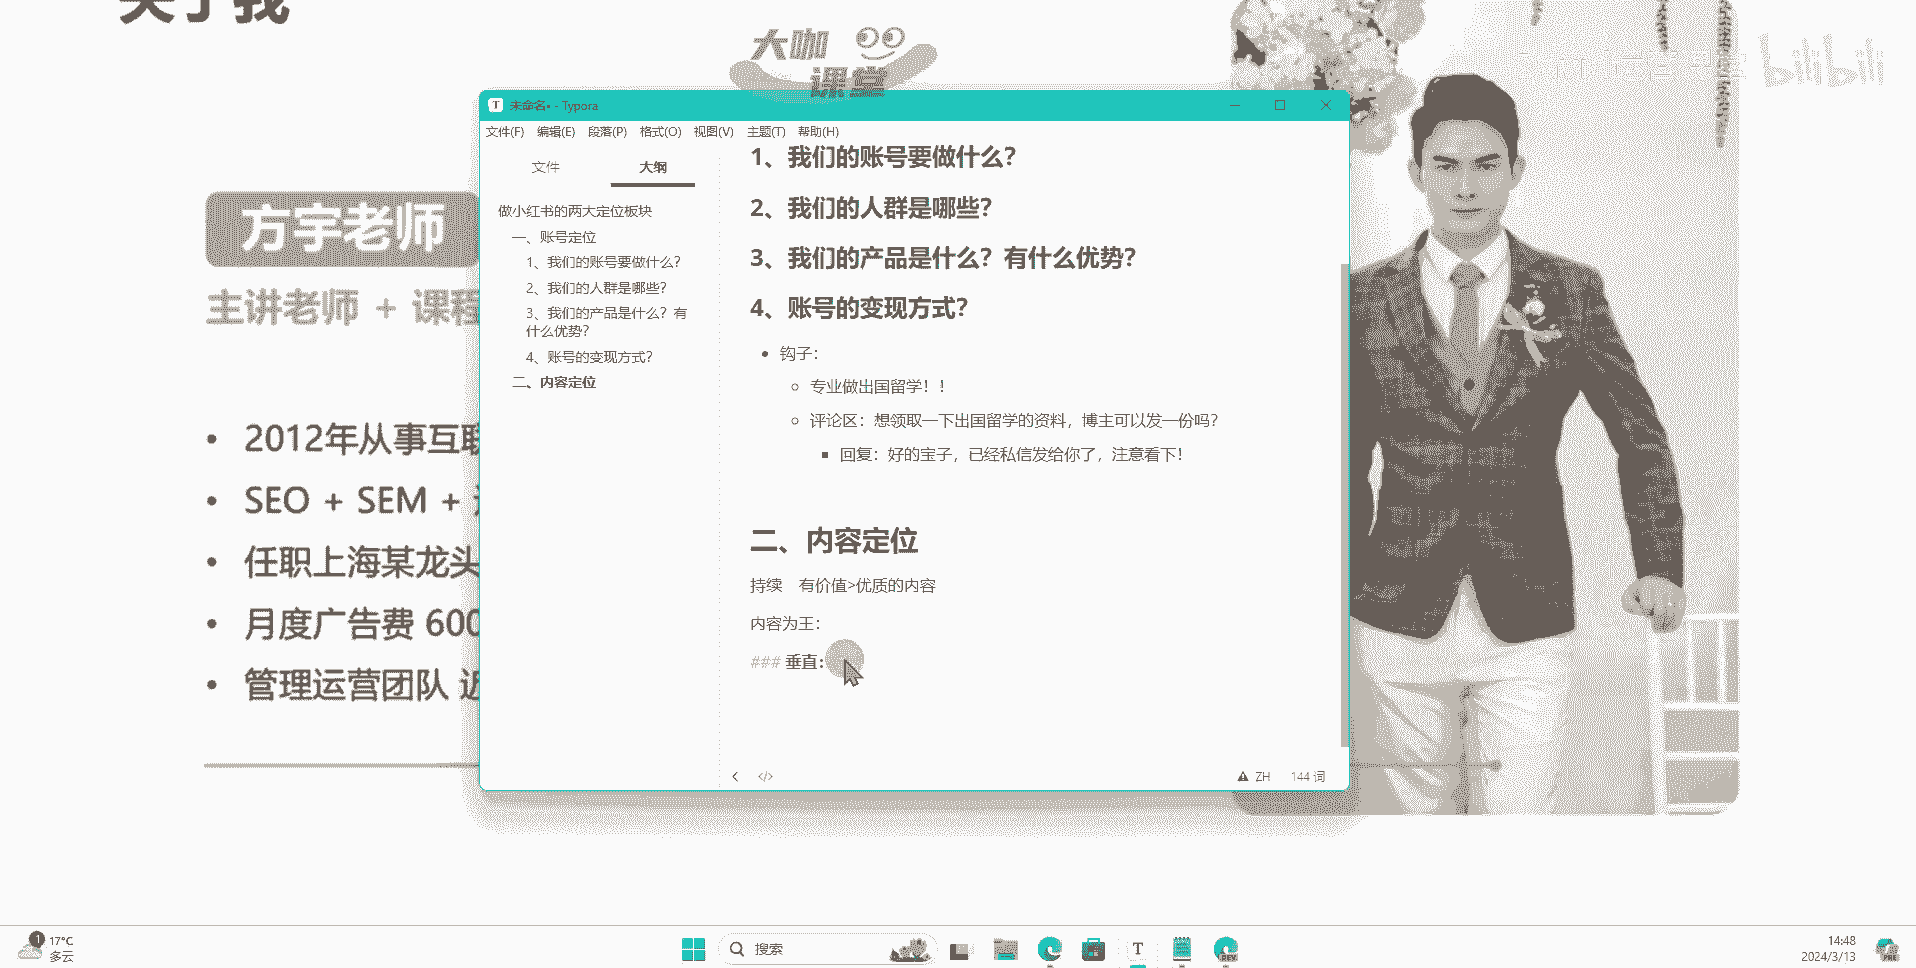 关于我
大咖
课堂
bilibili
方宇老师
主讲老师 + 课程
2012年从事互联
SEO + SEM +
任职上海某龙头
月度广告费 600
管理运营团队 近
T 未命名• - Typora
文件(F) 编辑(E) 段落(P) 格式(O) 视图(V) 主题(T) 帮助(H)
文件 大纲
做小红书的两大定位板块
一、账号定位
1、我们的账号要做什么?
2、我们的人群是哪些?
3、我们的产品是什么? 有
什么优势?
4、账号的变现方式?
二、内容定位
1、我们的账号要做什么?
2、我们的人群是哪些?
3、我们的产品是什么? 有什么优势?
4、账号的变现方式?
钩子:
专业做出国留学! !
评论区: 想领取一下出国留学的资料, 博主可以发一份吗?
回复: 好的宝子, 已经私信发给你了, 注意看下!
二、内容定位
持续 有价值>优质的内容
内容为王:
### 垂直:
</> ZH 144 词
1 17°C
多云
搜索
T
DEV
14:48
2024/3/13
PRE